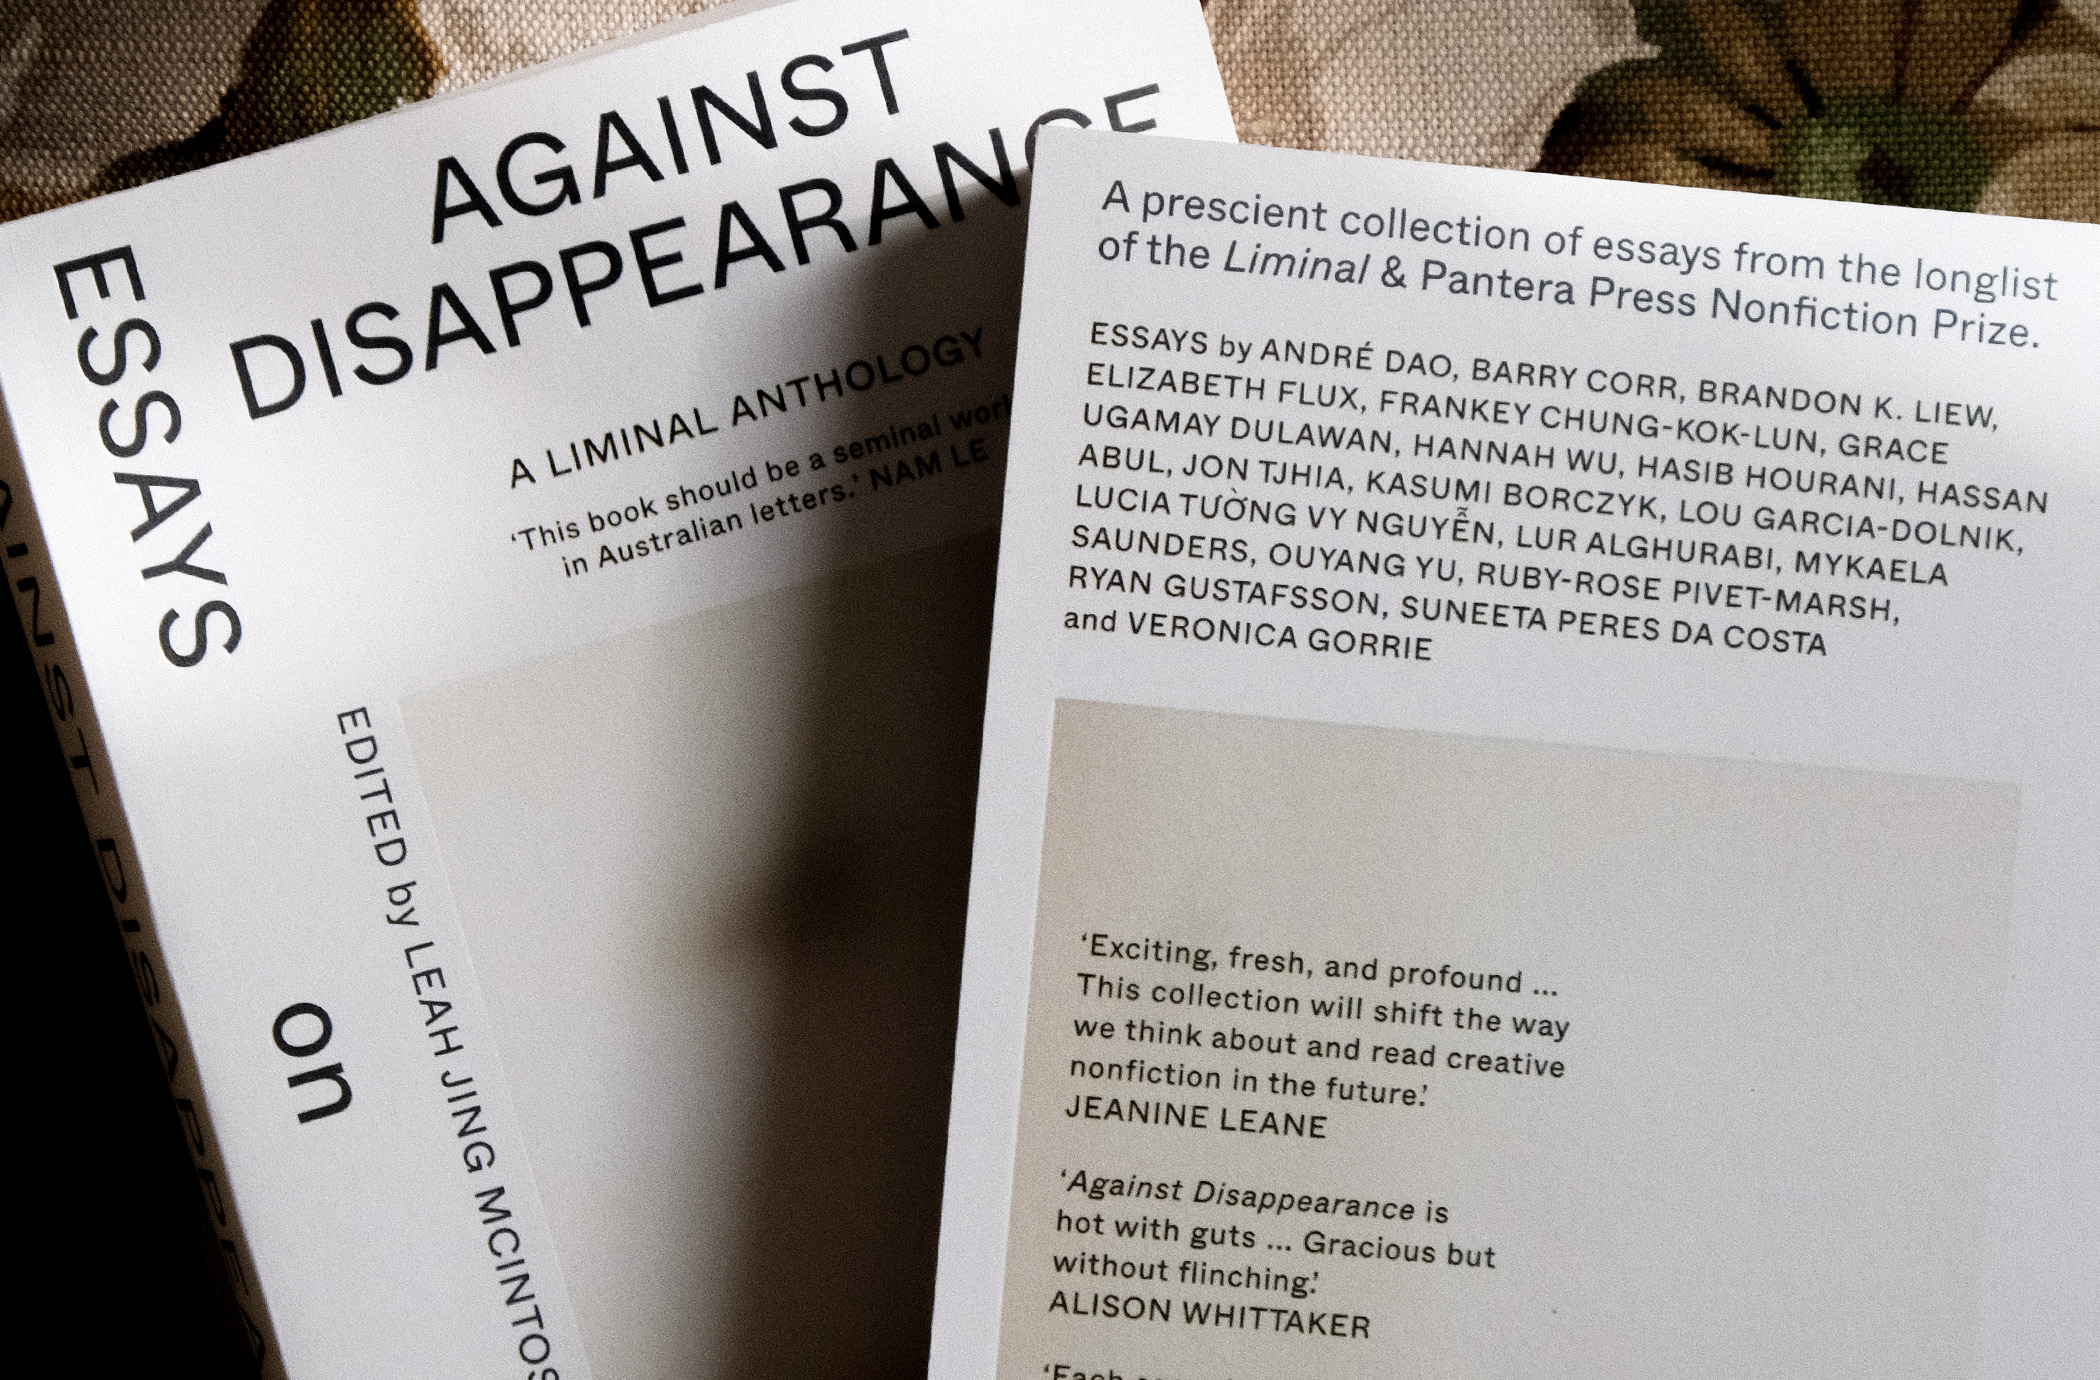 AGAINST
DISAPPEARANCE
A LIMINAL ANTHOLOGY
‘This book should be a seminal work
in Australian letters.’ NAM LE
ESSAYS
on
EDITED by LEAH JING MCINTOS
AINST DISAPPEA
A prescient collection of essays from the longlist
of the Liminal & Pantera Press Nonfiction Prize.
ESSAYS by ANDRÉ DAO, BARRY CORR, BRANDON K. LIEW,
ELIZABETH FLUX, FRANKEY CHUNG-KOK-LUN, GRACE
UGAMAY DULAWAN, HANNAH WU, HASIB HOURANI, HASSAN
ABUL, JON TJHIA, KASUMI BORCZYK, LOU GARCIA-DOLNIK,
LUCIA TƯỜNG VY NGUYỄN, LUR ALGHURABI, MYKAELA
SAUNDERS, OUYANG YU, RUBY-ROSE PIVET-MARSH,
RYAN GUSTAFSSON, SUNEETA PERES DA COSTA
and VERONICA GORRIE
‘Exciting, fresh, and profound ...
This collection will shift the way
we think about and read creative
nonfiction in the future.’
JEANINE LEANE
‘Against Disappearance is
hot with guts ... Gracious but
without flinching.’
ALISON WHITTAKER
‘Each